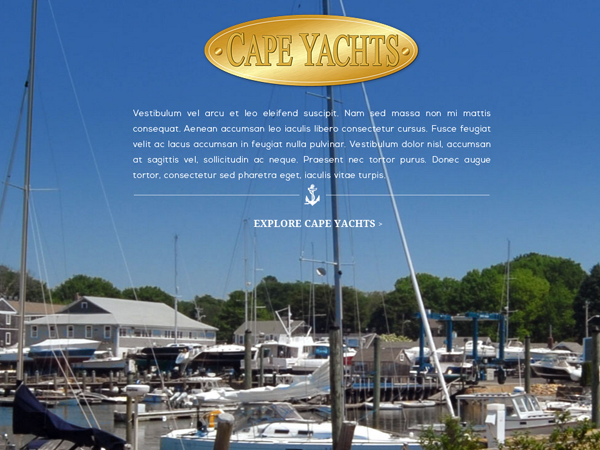 CAPE YACHTS
Vestibulum vel arcu et leo eleifend suscipit. Nam sed massa non mi mattis
consequat. Aenean accumsan leo iaculis libero consectetur cursus. Fusce feugiat
velit ac lacus accumsan in feugiat nulla pulvinar. Vestibulum dolor nisl, accumsan
at sagittis vel, sollicitudin ac neque. Praesent nec tortor purus. Donec augue
tortor, consectetur sed pharetra eget, iaculis vitae turpis.
EXPLORE CAPE YACHTS >